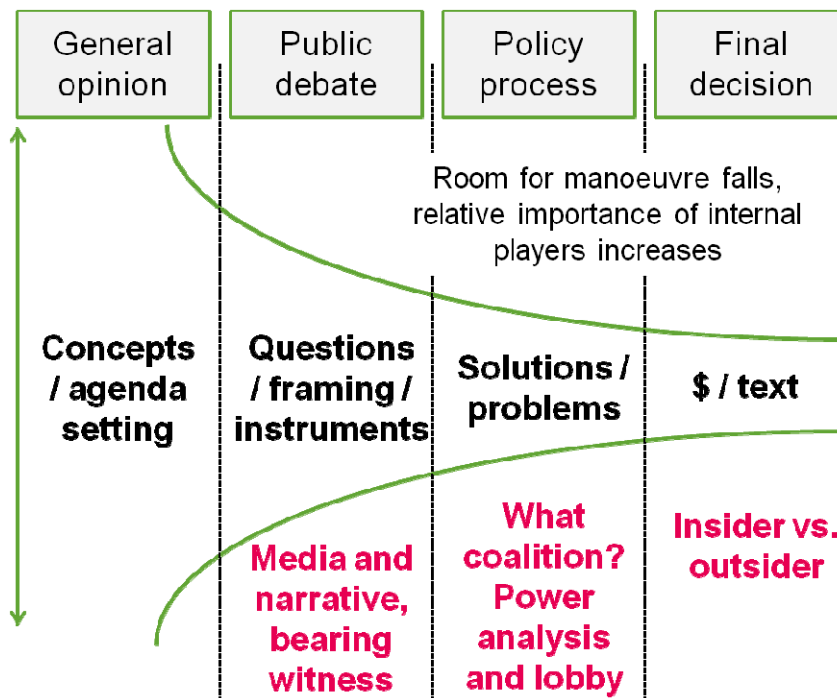 General
opinion
Public
debate
Policy
process
Final
decision
Room for manoeuvre falls,
relative importance of internal
players increases
Concepts
/ agenda
setting
Questions
/ framing /
instruments
Solutions /
problems
$ / text
Media and
narrative,
bearing
witness
What
coalition?
Power
analysis
and lobby
Insider vs.
outsider